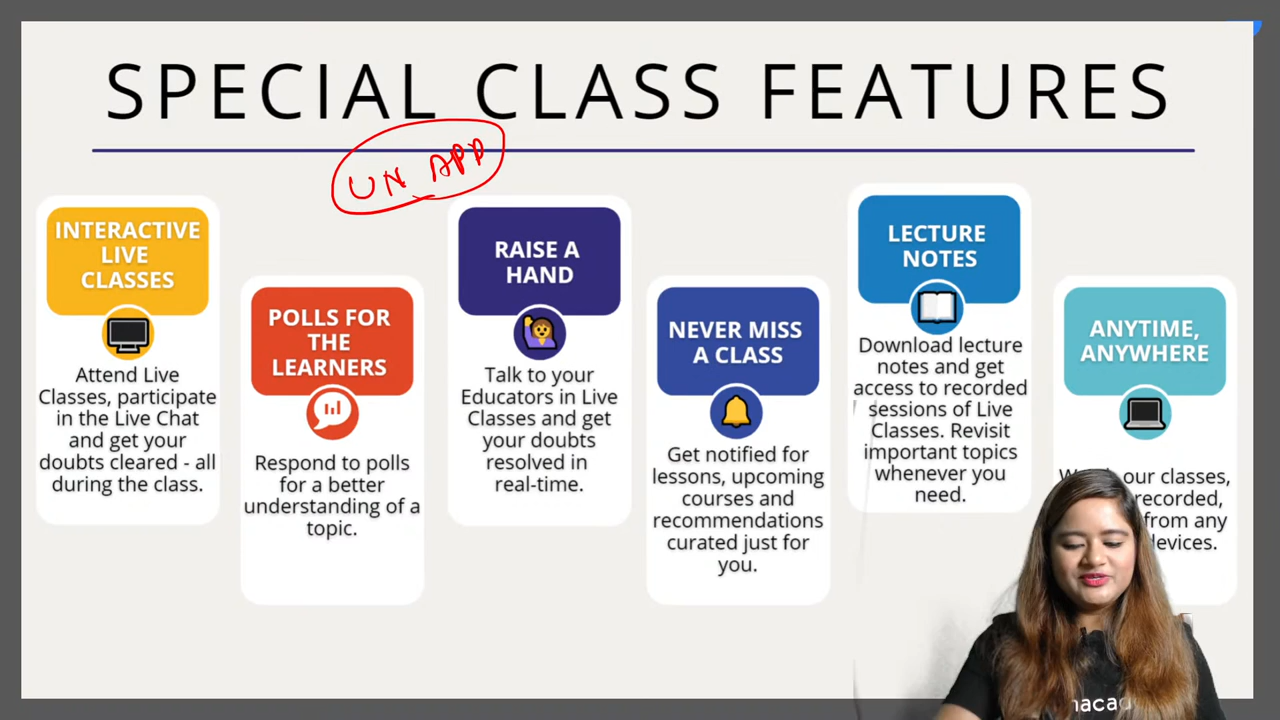 SPECIAL CLASS FEATURES
UN APP
INTERACTIVE
LIVE
CLASSES
Attend Live
Classes, participate
in the Live Chat
and get your
doubts cleared - all
during the class.
POLLS FOR
THE
LEARNERS
Respond to polls
for a better
understanding of a
topic.
RAISE A
HAND
Talk to your
Educators in Live
Classes and get
your doubts
resolved in
real-time.
NEVER MISS
A CLASS
Get notified for
lessons, upcoming
courses and
recommendations
curated just for
you.
LECTURE
NOTES
Download lecture
notes and get
access to recorded
sessions of Live
Classes. Revisit
important topics
whenever you
need.
ANYTIME,
ANYWHERE
our classes,
recorded,
from any
devices.